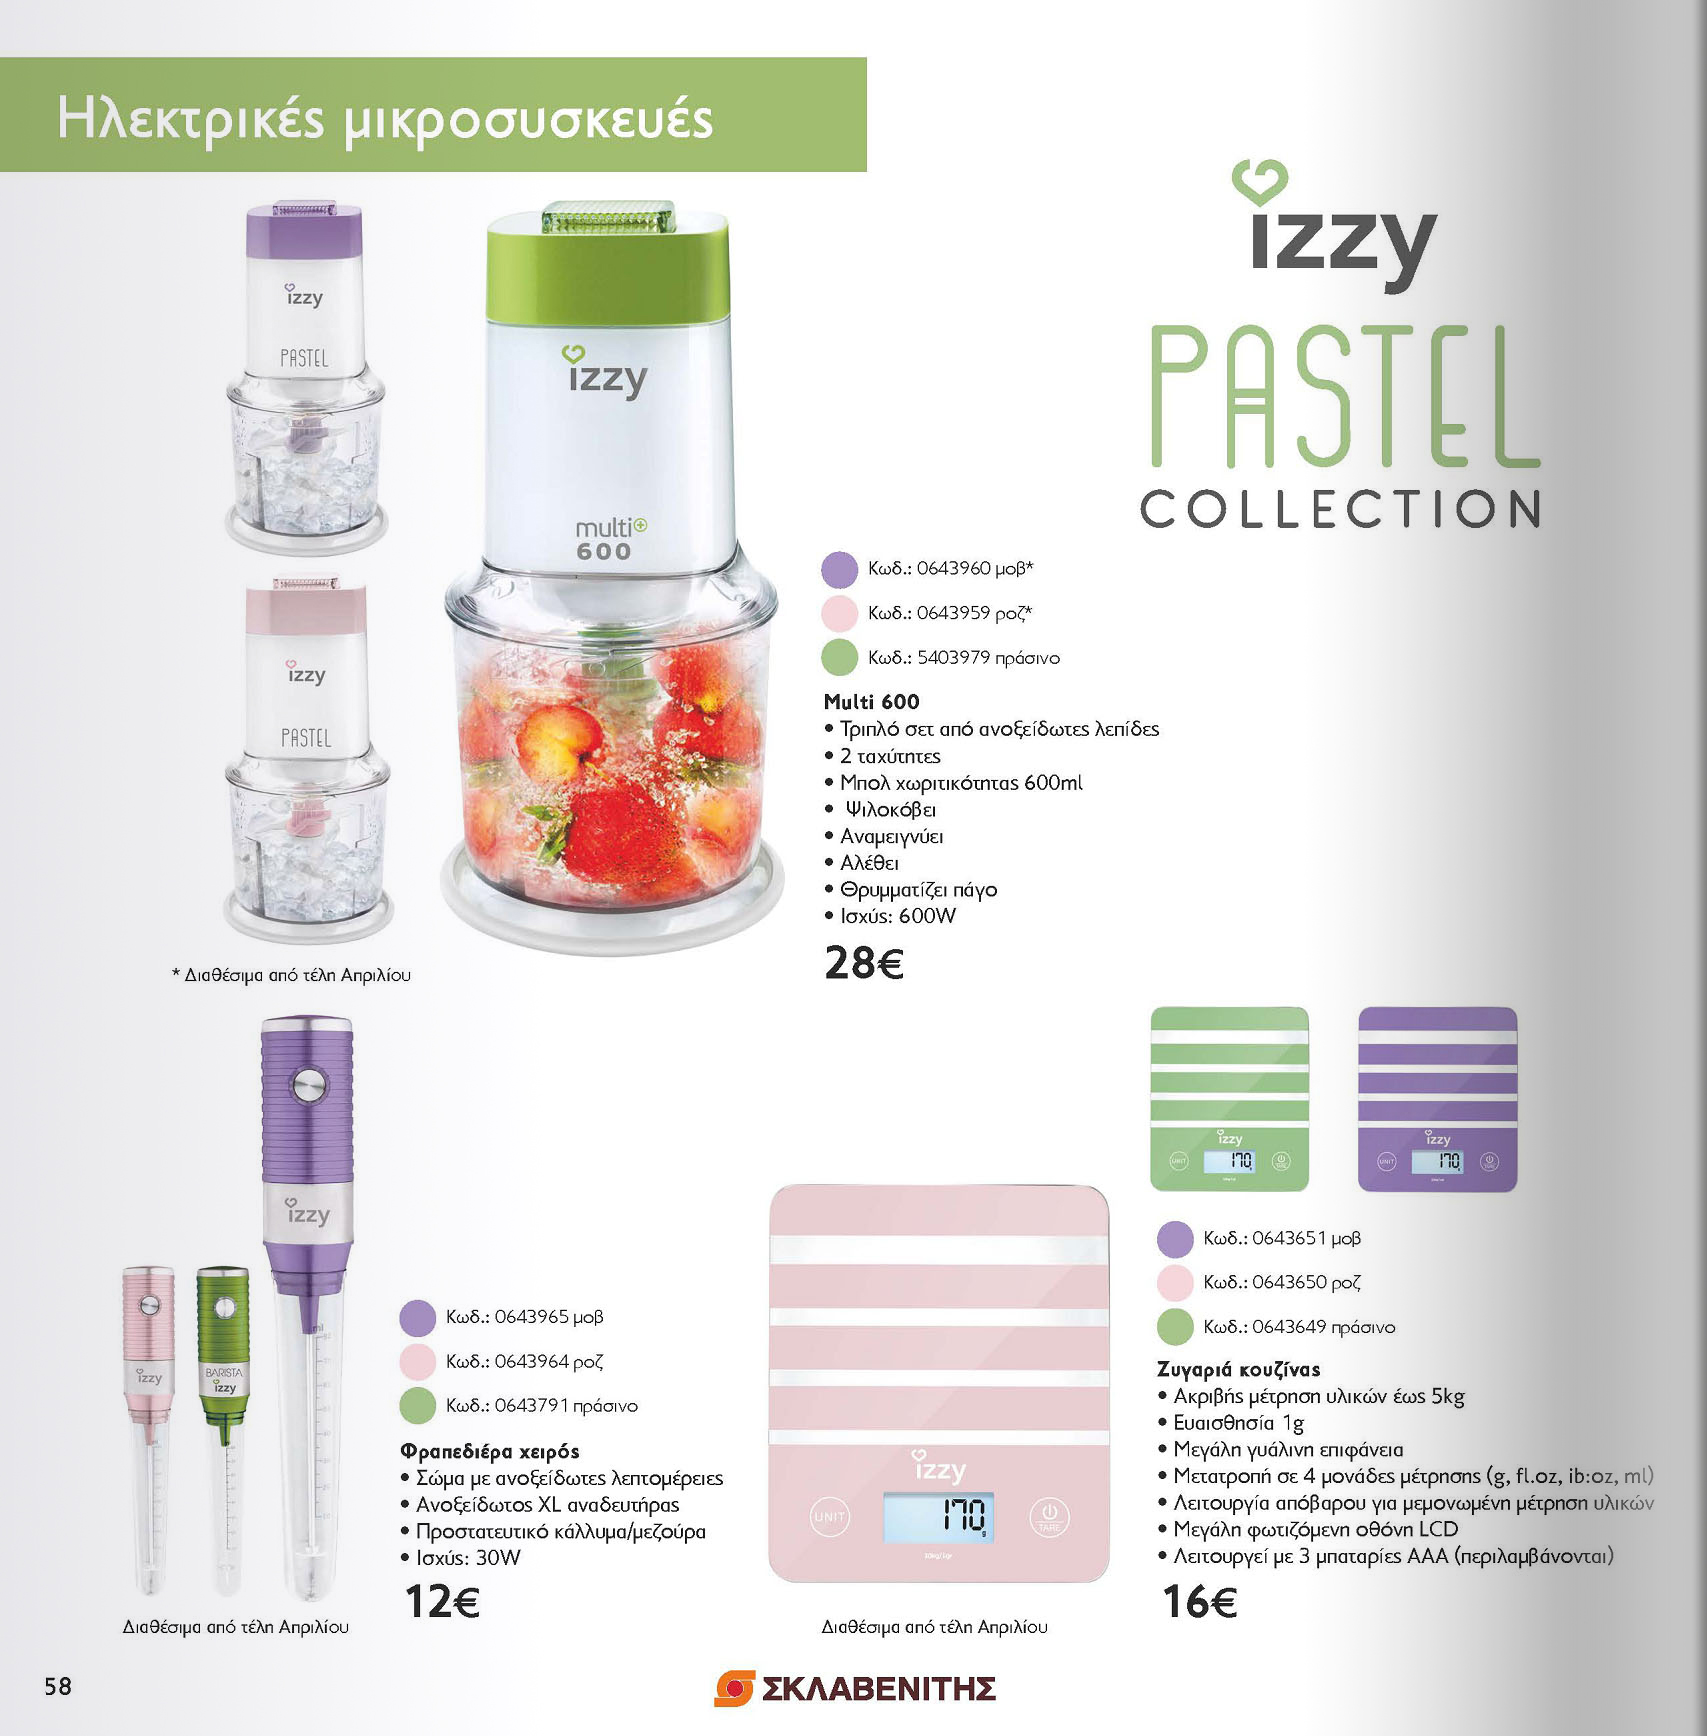 Ηλεκτρικές μικροσυσκευές
izzy
PASTEL
COLLECTION
izzy
PASTEL
izzy
multi+
600
izzy
PASTEL
* Διαθέσιμα από τέλη Απριλίου
Κωδ.: 0643960 μοβ*
Κωδ.: 0643959 ροζ*
Κωδ.: 5403979 πράσινο
Multi 600
• Τριπλό σετ από ανοξείδωτες λεπίδες
• 2 ταχύτητες
• Μπολ χωριτικότητας 600ml
• Ψιλοκόβει
• Αναμειγνύει
• Αλέθει
• Θρυμματίζει πάγο
• Ισχύς: 600W
28€
izzy
izzy
BARISTA
izzy
ml
Κωδ.: 0643965 μοβ
Κωδ.: 0643964 ροζ
Κωδ.: 0643791 πράσινο
Φραπεδιέρα χειρός
• Σώμα με ανοξείδωτες λεπτομέρειες
• Ανοξείδωτος XL αναδευτήρας
• Προστατευτικό κάλλυμα/μεζούρα
• Ισχύς: 30W
12€
Διαθέσιμα από τέλη Απριλίου
izzy
UNIT 170 g TARE
izzy
UNIT 170
izzy
UNIT 170
Διαθέσιμα από τέλη Απριλίου
Κωδ.: 0643651 μοβ
Κωδ.: 0643650 ροζ
Κωδ.: 0643649 πράσινο
Ζυγαριά κουζίνας
• Ακριβής μέτρηση υλικών έως 5kg
• Ευαισθησία 1g
• Μεγάλη γυάλινη επιφάνεια
• Μετατροπή σε 4 μονάδες μέτρησης (g, fl.oz, ib:oz, ml)
• Λειτουργία απόβαρου για μεμονωμένη μέτρηση υλικών
• Μεγάλη φωτιζόμενη οθόνη LCD
• Λειτουργεί με 3 μπαταρίες AAA (περιλαμβάνονται)
16€
58
ΣΚΛΑΒΕΝΙΤΗΣ